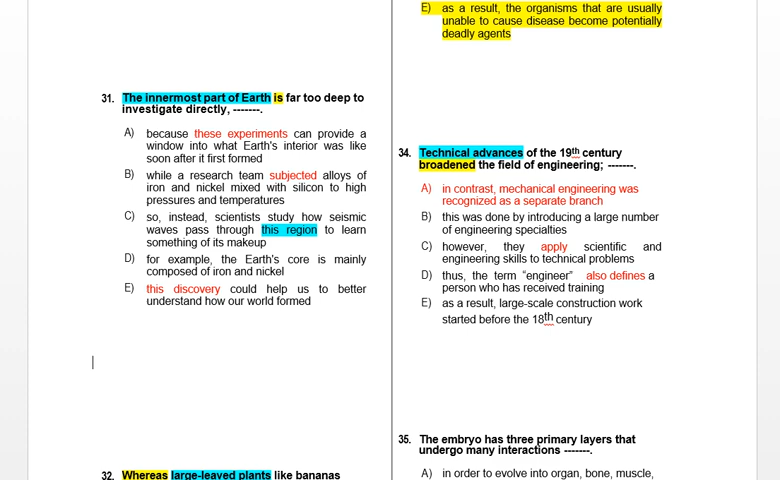 31. The innermost part of Earth is far too deep to
investigate directly, -------.
A) because these experiments can provide a
window into what Earth's interior was like
soon after it first formed
B) while a research team subjected alloys of
iron and nickel mixed with silicon to high
pressures and temperatures
C) so, instead, scientists study how seismic
waves pass through this region to learn
something of its makeup
D) for example, the Earth's core is mainly
composed of iron and nickel
E) this discovery could help us to better
understand how our world formed
32. Whereas large-leaved plants like bananas
E) as a result, the organisms that are usually
unable to cause disease become potentially
deadly agents
34. Technical advances of the 19th century
broadened the field of engineering; -------.
A) in contrast, mechanical engineering was
recognized as a separate branch
B) this was done by introducing a large number
of engineering specialties
C) however, they apply scientific and
engineering skills to technical problems
D) thus, the term “engineer” also defines a
person who has received training
E) as a result, large-scale construction work
started before the 18th century
35. The embryo has three primary layers that
undergo many interactions -------.
A) in order to evolve into organ, bone, muscle,